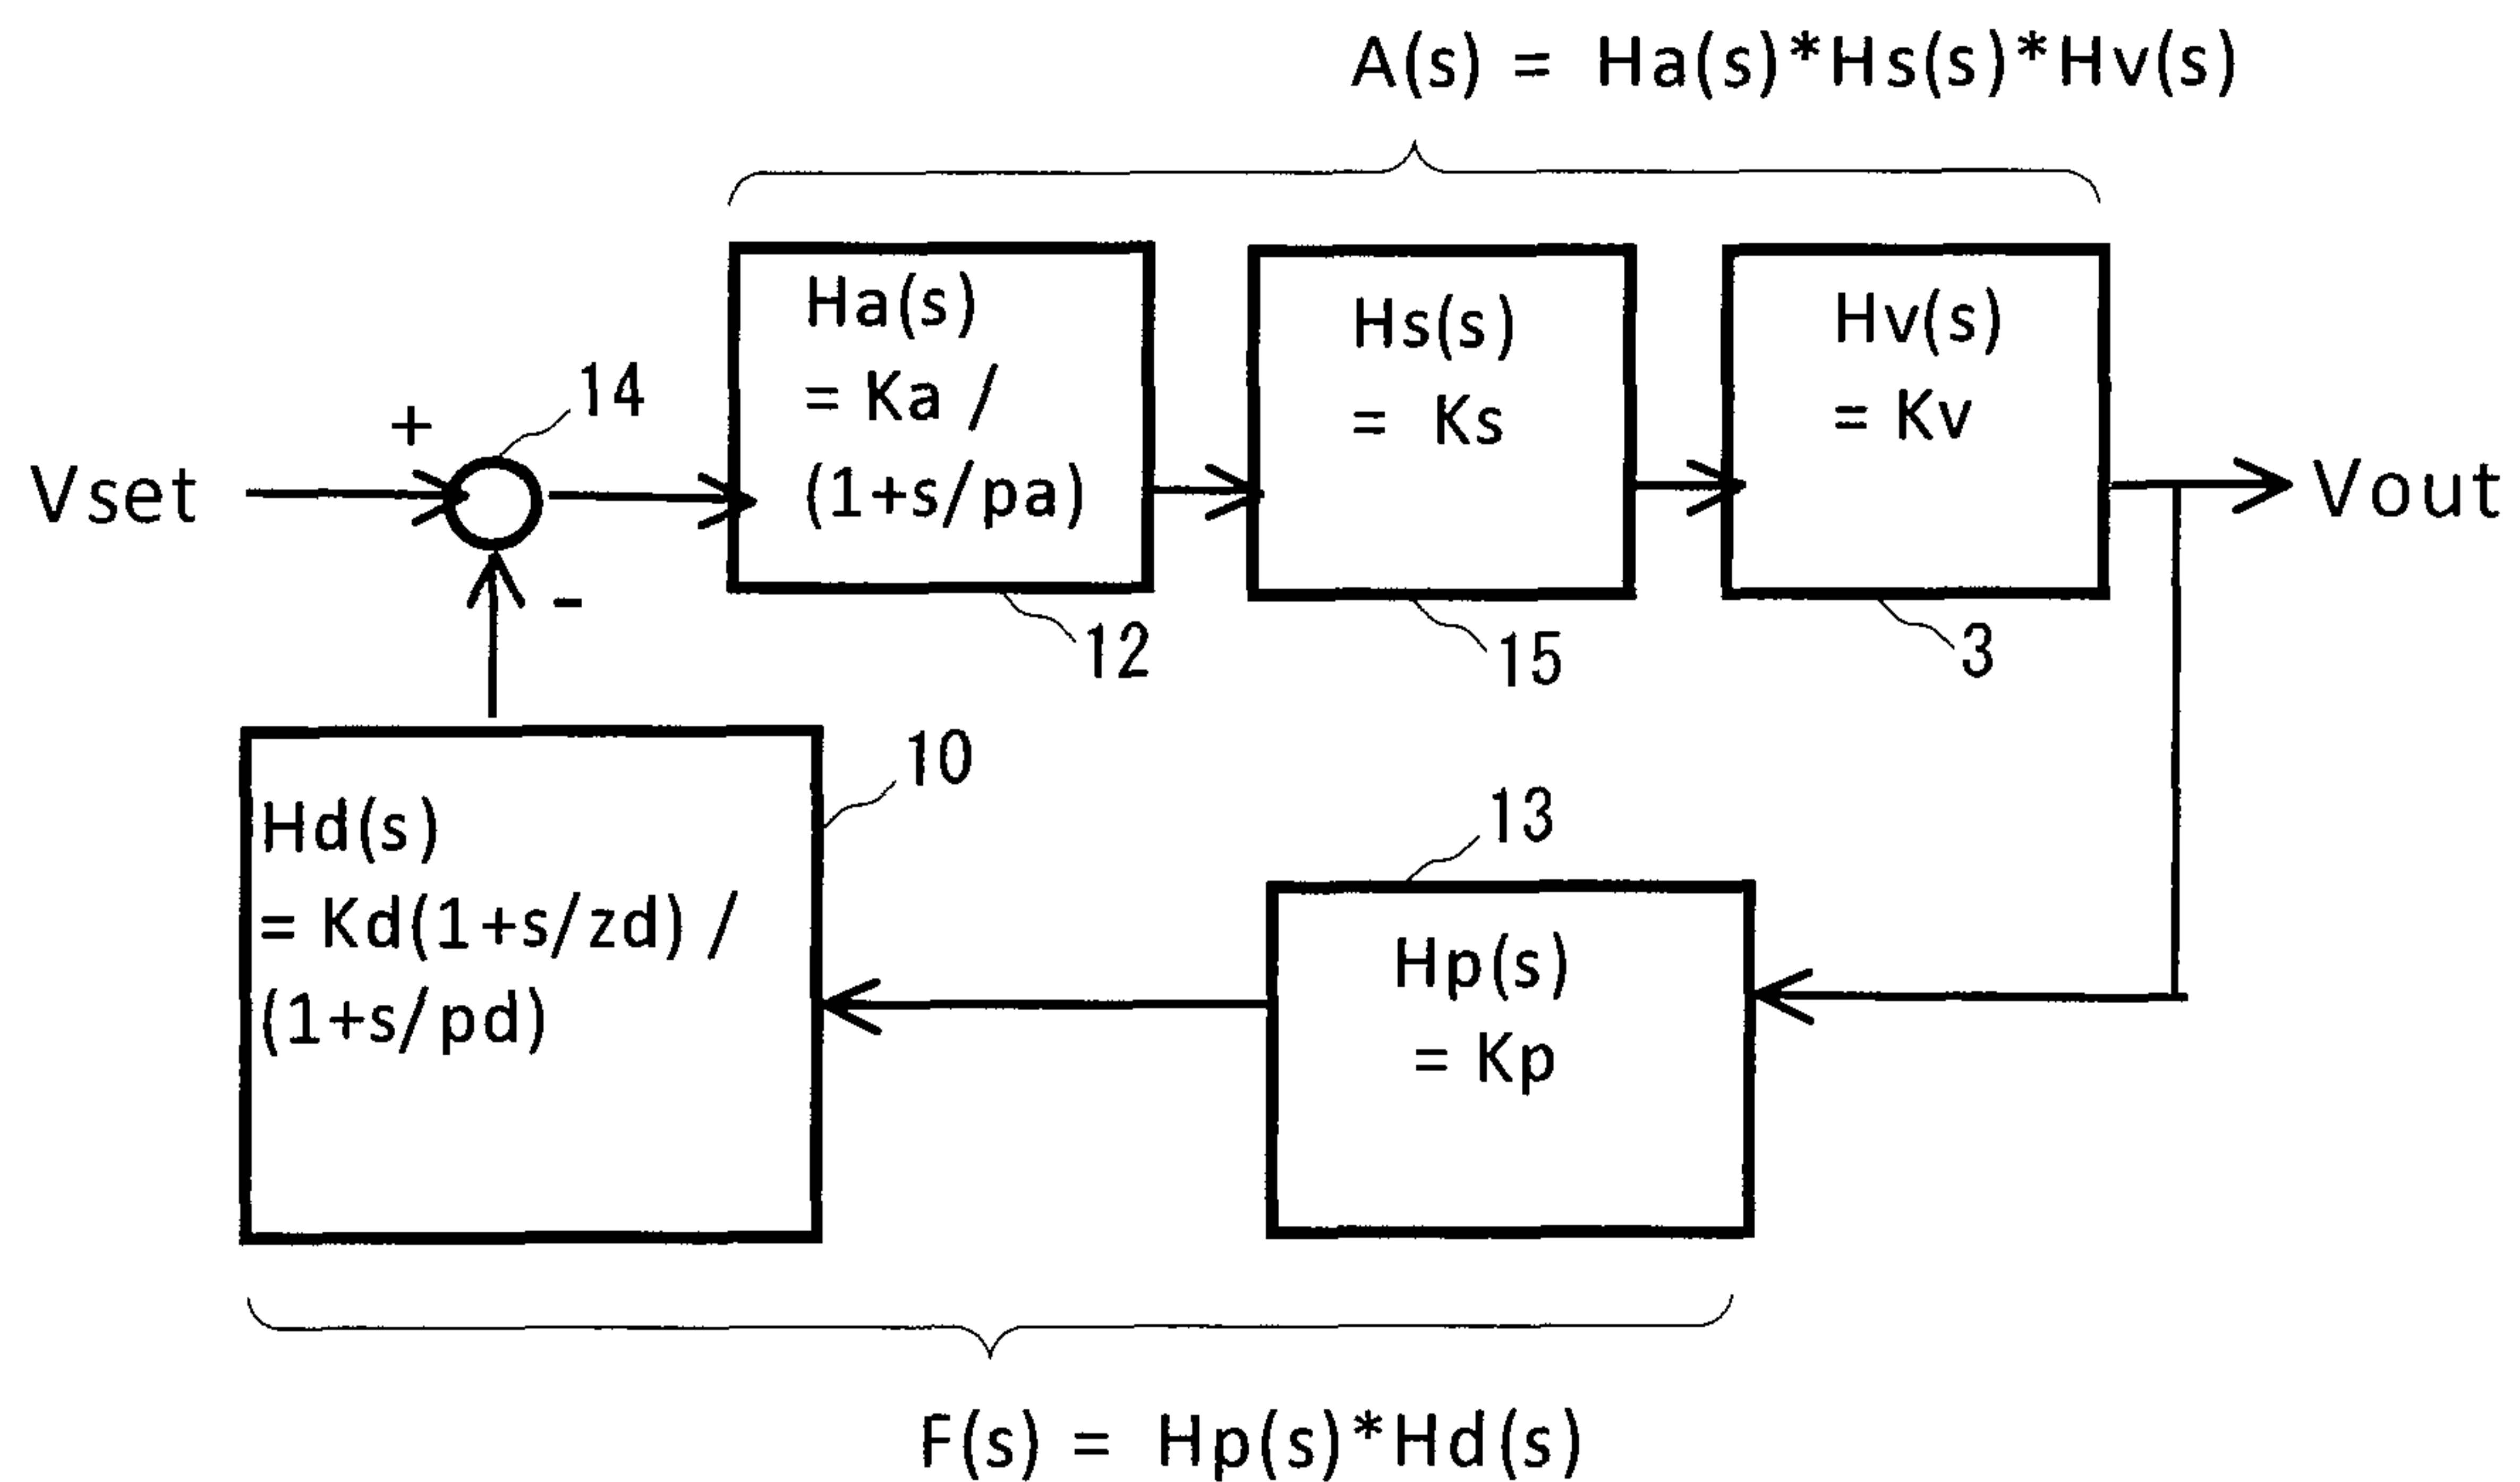 A(s) = Ha(s)*Hs(s)*Hv(s)
Ha(s)
= Ka /
(1+s/pa)
Hs(s)
= Ks
Hv(s)
= Kv
14
+
Vset
Vout
-
12
15
3
10
Hd(s)
= Kd(1+s/zd) /
(1+s/pd)
13
Hp(s)
= Kp
F(s) = Hp(s)*Hd(s)